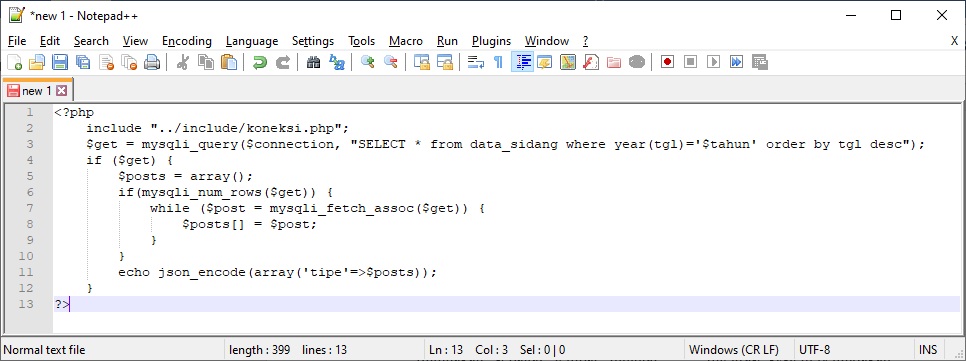 *new 1 - Notepad++
File Edit Search View Encoding Language Settings Tools Macro Run Plugins Window ? X
new 1
1 <?php
2 include "../include/koneksi.php";
3 $get = mysqli_query($connection, "SELECT * from data_sidang where year(tgl)='$tahun' order by tgl desc");
4 if ($get) {
5 $posts = array();
6 if(mysqli_num_rows($get)) {
7 while ($post = mysqli_fetch_assoc($get)) {
8 $posts[] = $post;
9 }
10 }
11 echo json_encode(array('tipe'=>$posts));
12 }
13 ?>
Normal text file length : 399 lines : 13 Ln : 13 Col : 3 Sel : 0 | 0 Windows (CR LF) UTF-8 INS